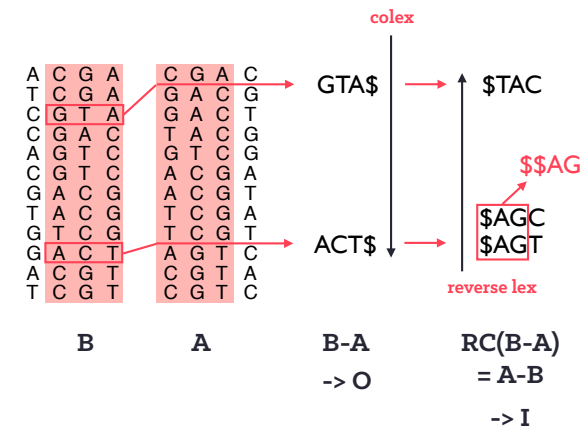 colex
A C G A C G A C
T C G A G A C G
C G T A G A C T
C G A C T A C G
A G T C G T C G
C G T C A C G A
G A C G A C G T
T A C G T C G A
G T C G T C G T
G A C T A G T C
A C G T C G T A
T C G T C G T C
GTA$
$TAC
$$AG
$AGC
ACT$
$AGT
reverse lex
B
A
B-A
-> O
RC(B-A)
= A-B
-> I